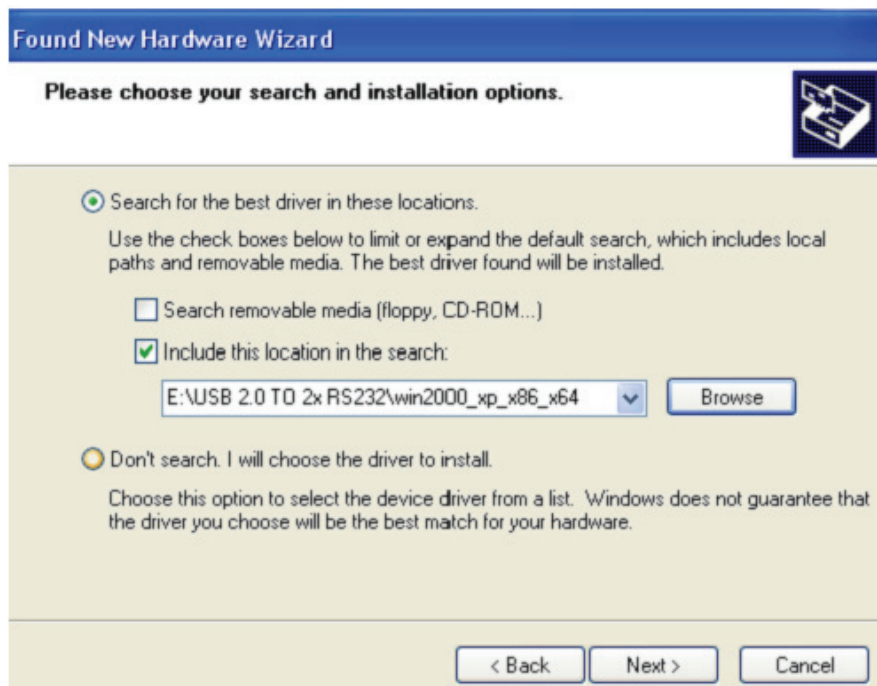 Found New Hardware Wizard
Please choose your search and installation options.
Search for the best driver in these locations.
Use the check boxes below to limit or expand the default search, which includes local
paths and removable media. The best driver found will be installed.
Search removable media (floppy, CD-ROM...)
Include this location in the search:
E:\USB 2.0 TO 2x RS232\win2000_xp_x86_x64
Browse
Don't search. I will choose the driver to install.
Choose this option to select the device driver from a list. Windows does not guarantee that
the driver you choose will be the best match for your hardware.
< Back Next > Cancel